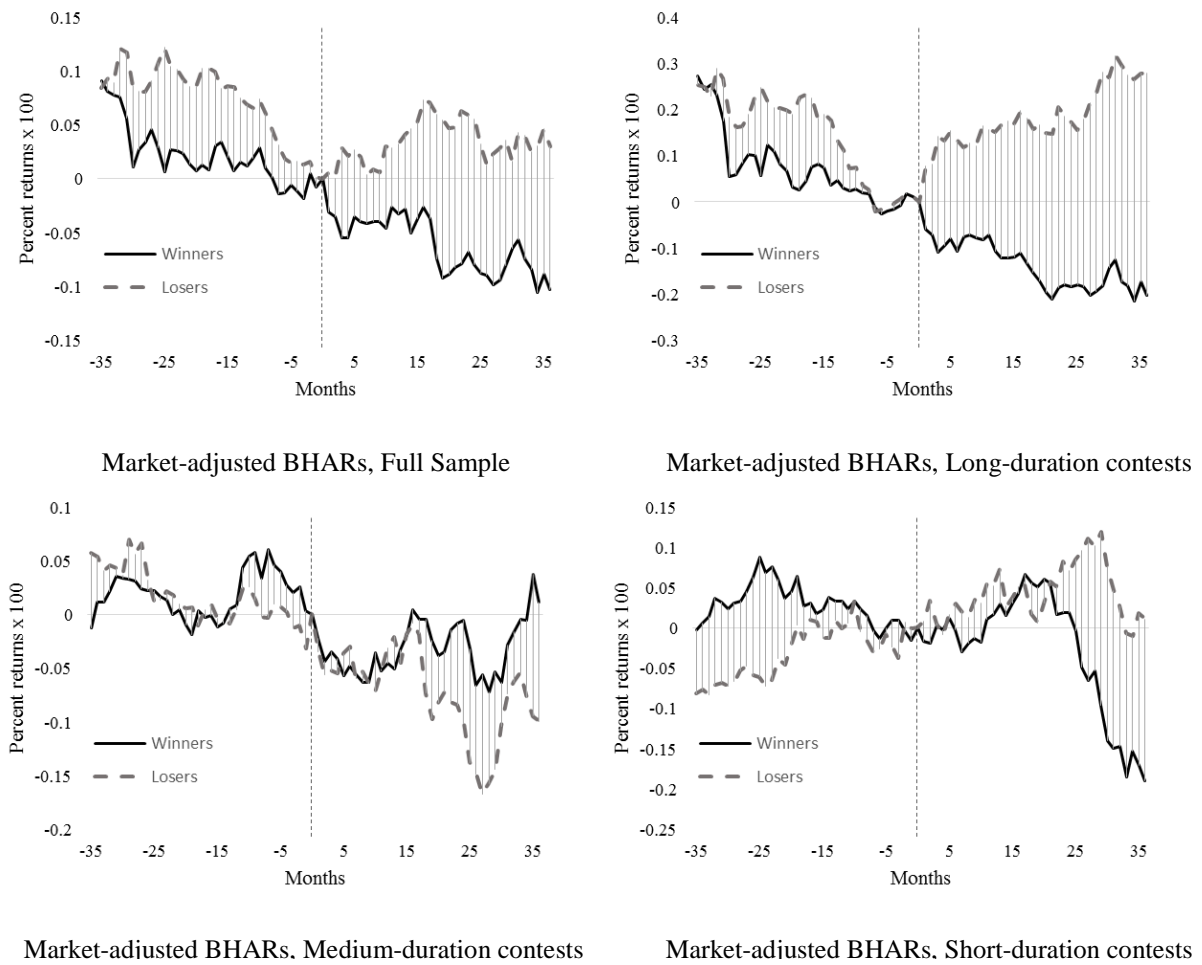 0.15
0.1
0.05
0
-0.05
-0.1
-0.15
Percent returns x 100
Winners
Losers
-35 -25 -15 -5 5 15 25 35
Months
Market-adjusted BHARs, Full Sample
0.4
0.3
0.2
0.1
0
-0.1
-0.2
-0.3
Percent returns x 100
Winners
Losers
-35 -25 -15 -5 5 15 25 35
Months
Market-adjusted BHARs, Long-duration contests
0.1
0.05
0
-0.05
-0.1
-0.15
-0.2
Percent returns x 100
Winners
Losers
-35 -25 -15 -5 5 15 25 35
Months
Market-adjusted BHARs, Medium-duration contests
0.15
0.1
0.05
0
-0.05
-0.1
-0.15
-0.2
-0.25
Percent returns x 100
Winners
Losers
-35 -25 -15 -5 5 15 25 35
Months
Market-adjusted BHARs, Short-duration contests